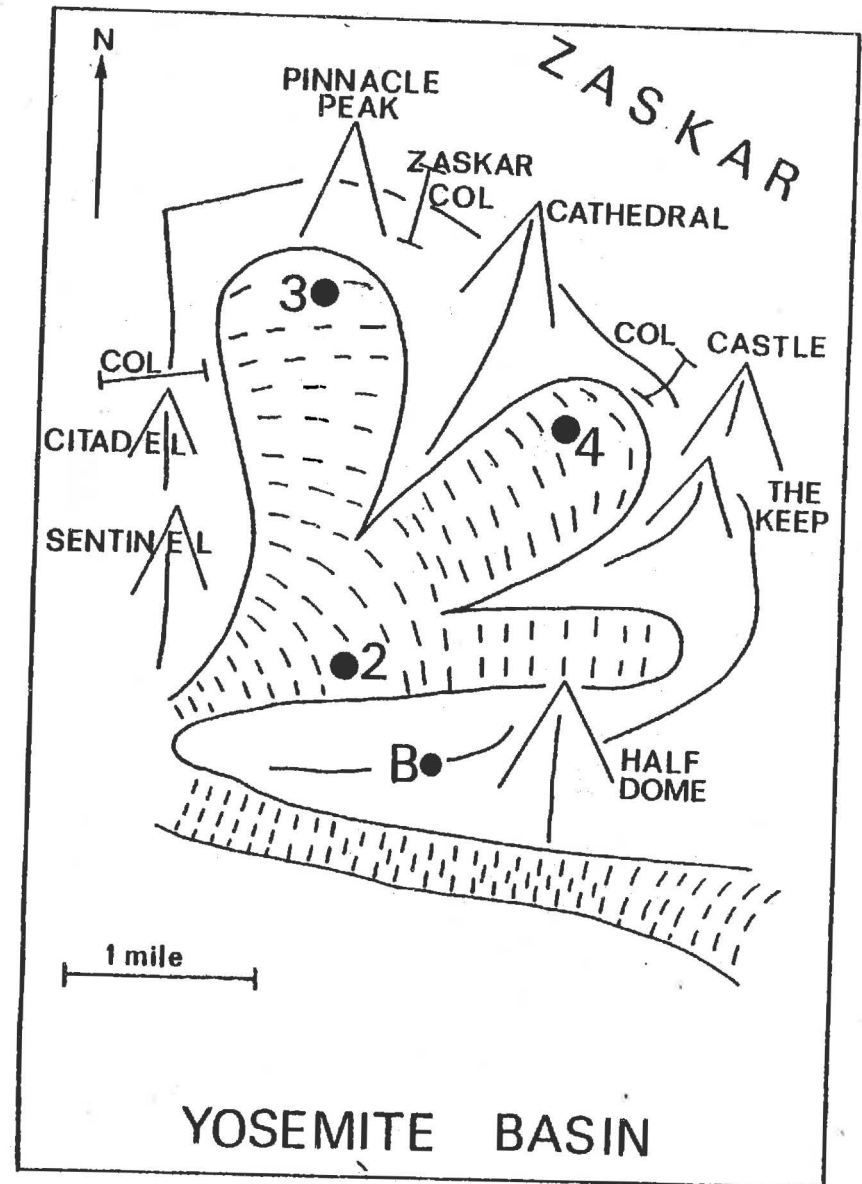 N
ZASKAR
PINNACLE
PEAK
ZASKAR
COL
CATHEDRAL
3
COL
COL
CASTLE
CITADEL
4
THE
KEEP
SENTINEL
2
B
HALF
DOME
1 mile
YOSEMITE BASIN